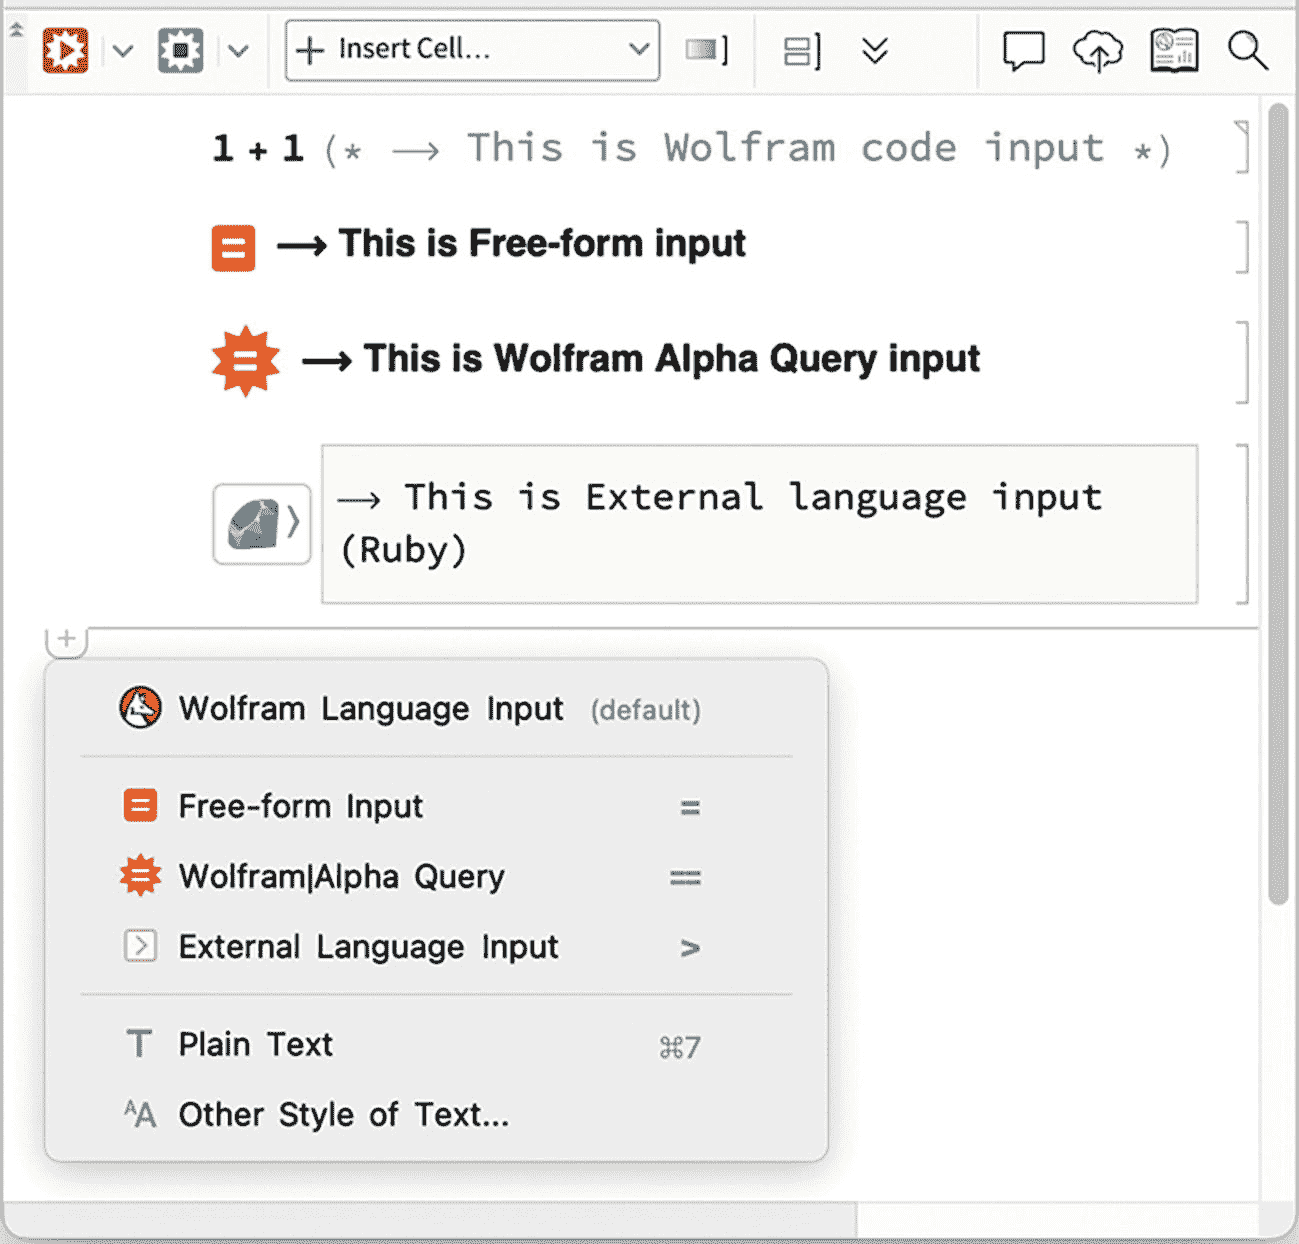 + Insert Cell...
1 + 1 (* ⟶ This is Wolfram code input *)
= ⟶ This is Free-form input
= ⟶ This is Wolfram Alpha Query input
⟶ This is External language input
(Ruby)
+
Wolfram Language Input (default)
Free-form Input =
Wolfram|Alpha Query ==
External Language Input >
T Plain Text ⌘7
AA Other Style of Text...